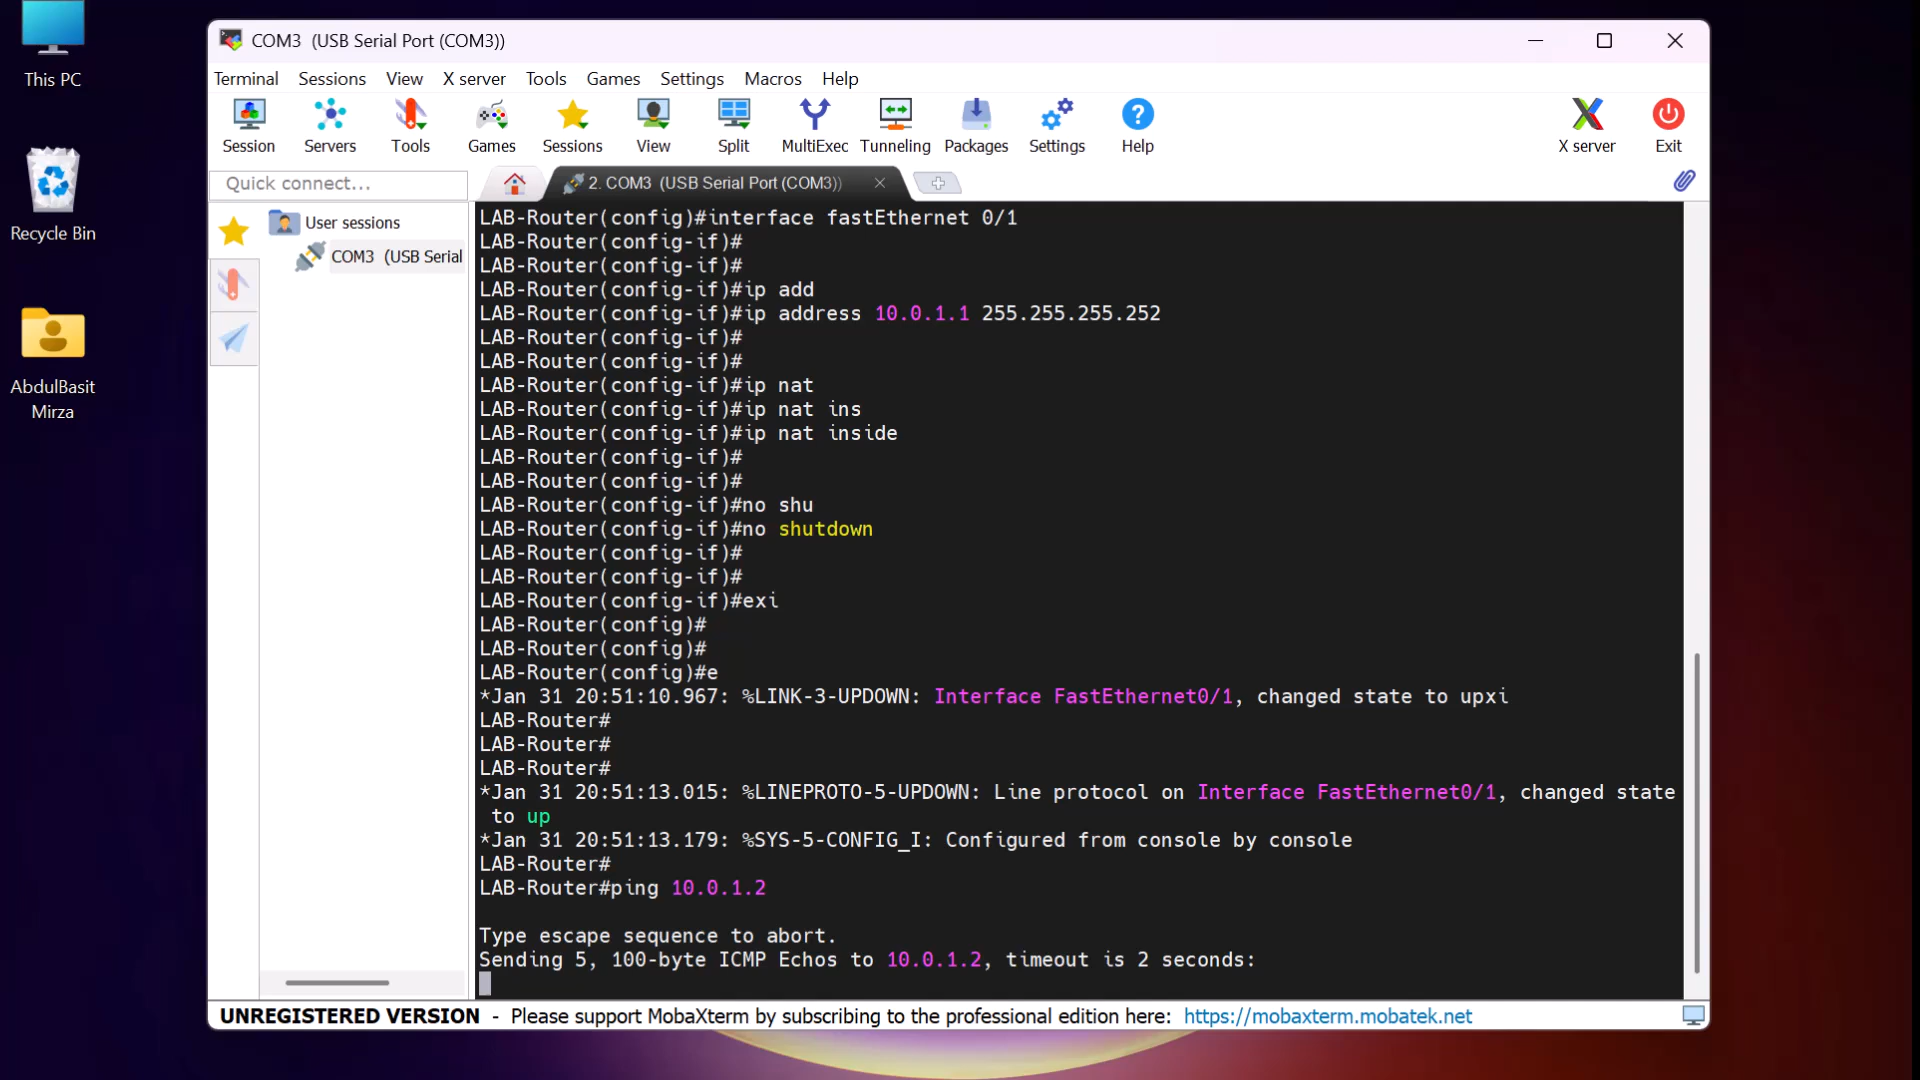 This PC
Recycle Bin
AbdulBasit
Mirza
COM3 (USB Serial Port (COM3))
Terminal Sessions View X server Tools Games Settings Macros Help
Session Servers Tools Games Sessions View Split MultiExec Tunneling Packages Settings Help X server Exit
Quick connect...
2. COM3 (USB Serial Port (COM3))
User sessions
COM3 (USB Serial
LAB-Router(config)#interface fastEthernet 0/1
LAB-Router(config-if)#
LAB-Router(config-if)#
LAB-Router(config-if)#ip add
LAB-Router(config-if)#ip address 10.0.1.1 255.255.255.252
LAB-Router(config-if)#
LAB-Router(config-if)#
LAB-Router(config-if)#ip nat
LAB-Router(config-if)#ip nat ins
LAB-Router(config-if)#ip nat inside
LAB-Router(config-if)#
LAB-Router(config-if)#
LAB-Router(config-if)#no shu
LAB-Router(config-if)#no shutdown
LAB-Router(config-if)#
LAB-Router(config-if)#
LAB-Router(config-if)#exi
LAB-Router(config)#
LAB-Router(config)#
LAB-Router(config)#e
*Jan 31 20:51:10.967: %LINK-3-UPDOWN: Interface FastEthernet0/1, changed state to upxi
LAB-Router#
LAB-Router#
LAB-Router#
*Jan 31 20:51:13.015: %LINEPROTO-5-UPDOWN: Line protocol on Interface FastEthernet0/1, changed state
to up
*Jan 31 20:51:13.179: %SYS-5-CONFIG_I: Configured from console by console
LAB-Router#
LAB-Router#ping 10.0.1.2
Type escape sequence to abort.
Sending 5, 100-byte ICMP Echos to 10.0.1.2, timeout is 2 seconds:
UNREGISTERED VERSION - Please support MobaXterm by subscribing to the professional edition here: https://mobaxterm.mobatek.net